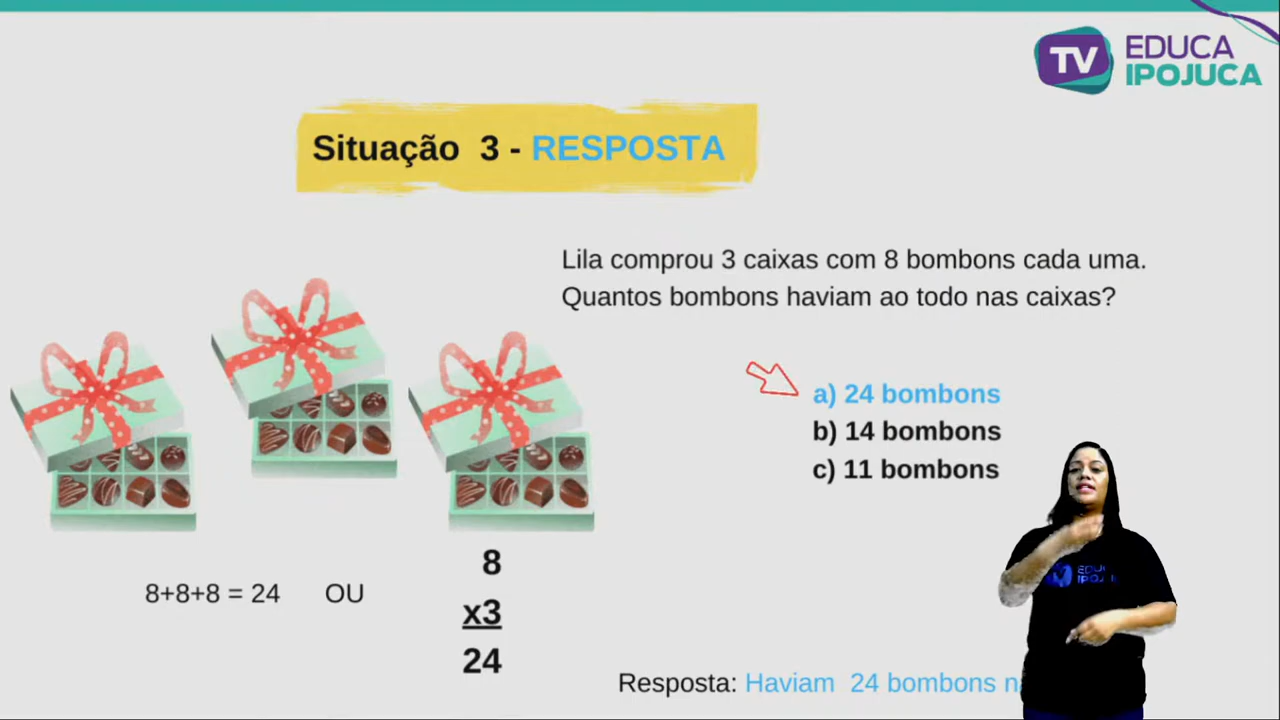 TV EDUCA
IPOJUCA
Situação 3 - RESPOSTA
Lila comprou 3 caixas com 8 bombons cada uma.
Quantos bombons haviam ao todo nas caixas?
a) 24 bombons
b) 14 bombons
c) 11 bombons
8
8+8+8 = 24 OU
x3
24
Resposta: Haviam 24 bombons